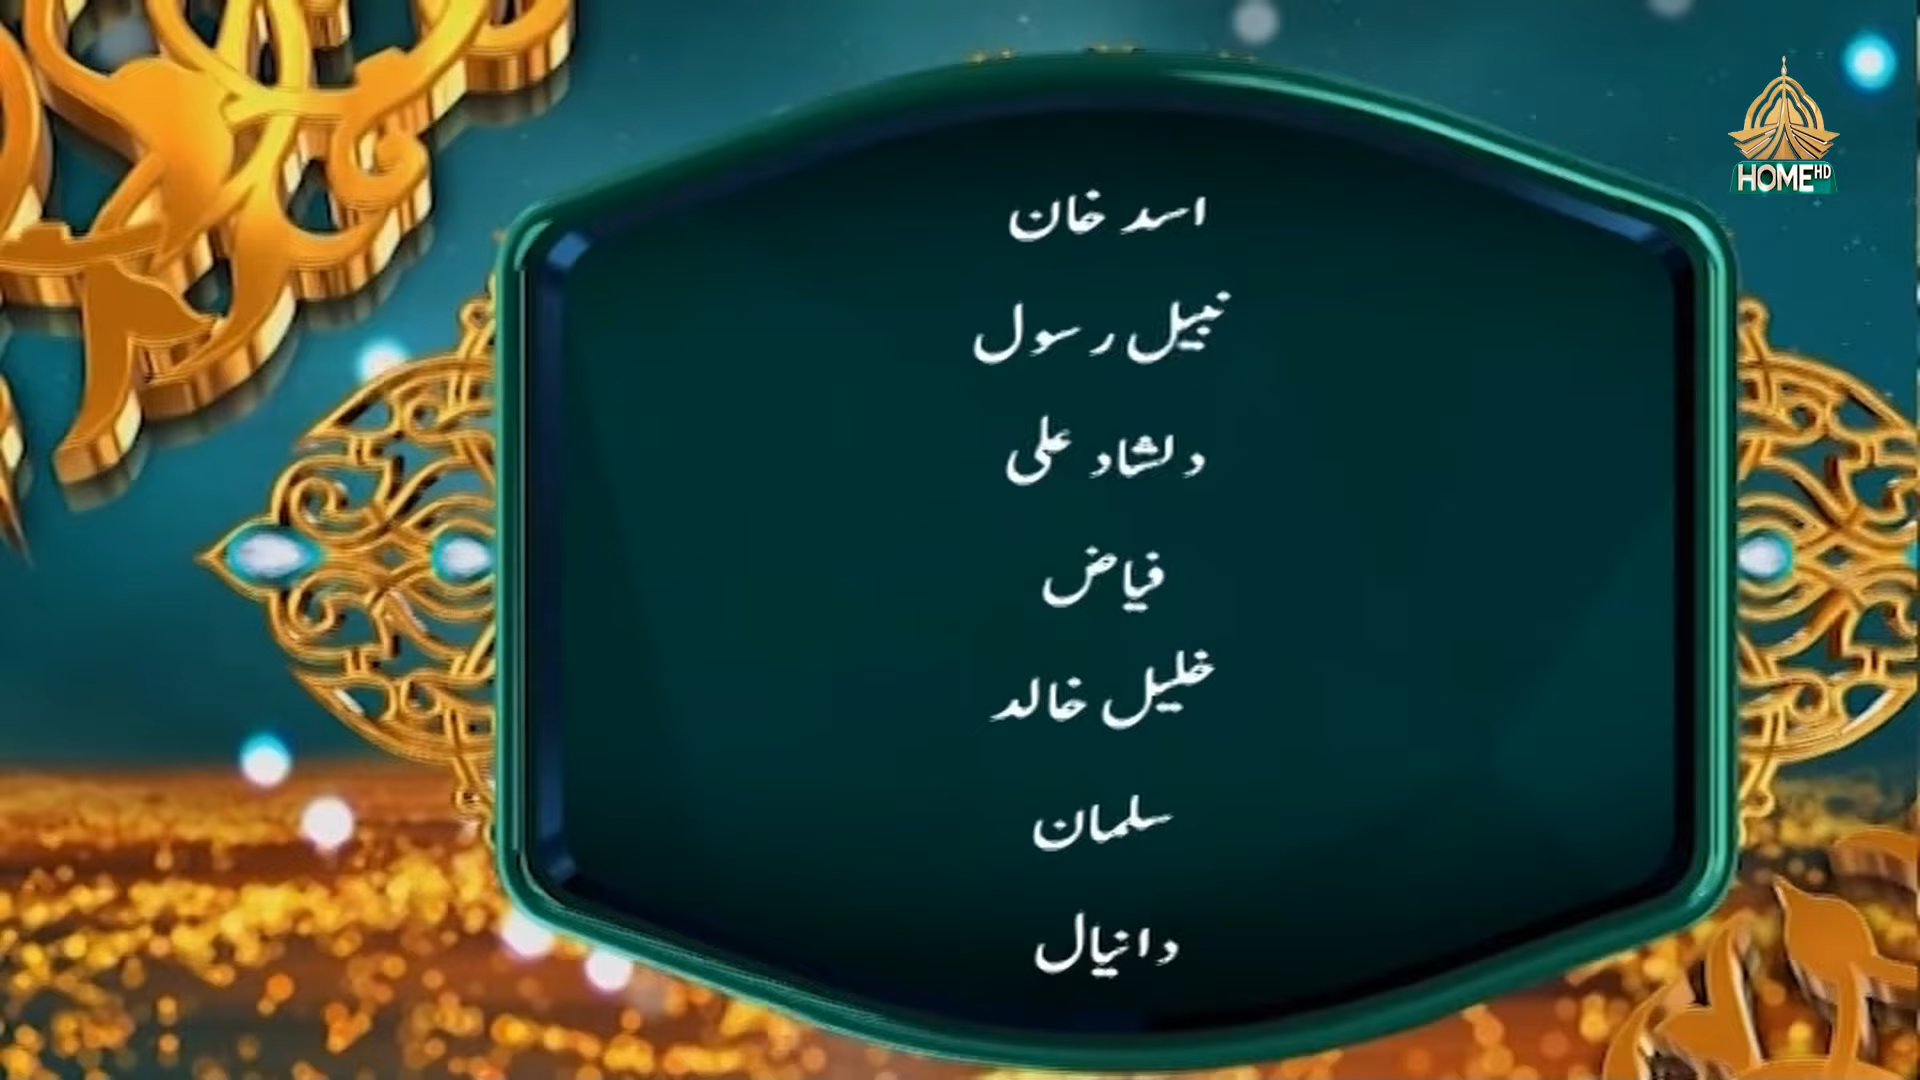 HOME HD
اسد خان
نبیل رسول
دلشاد علی
فیاض
خلیل خالد
سلمان
دانیال